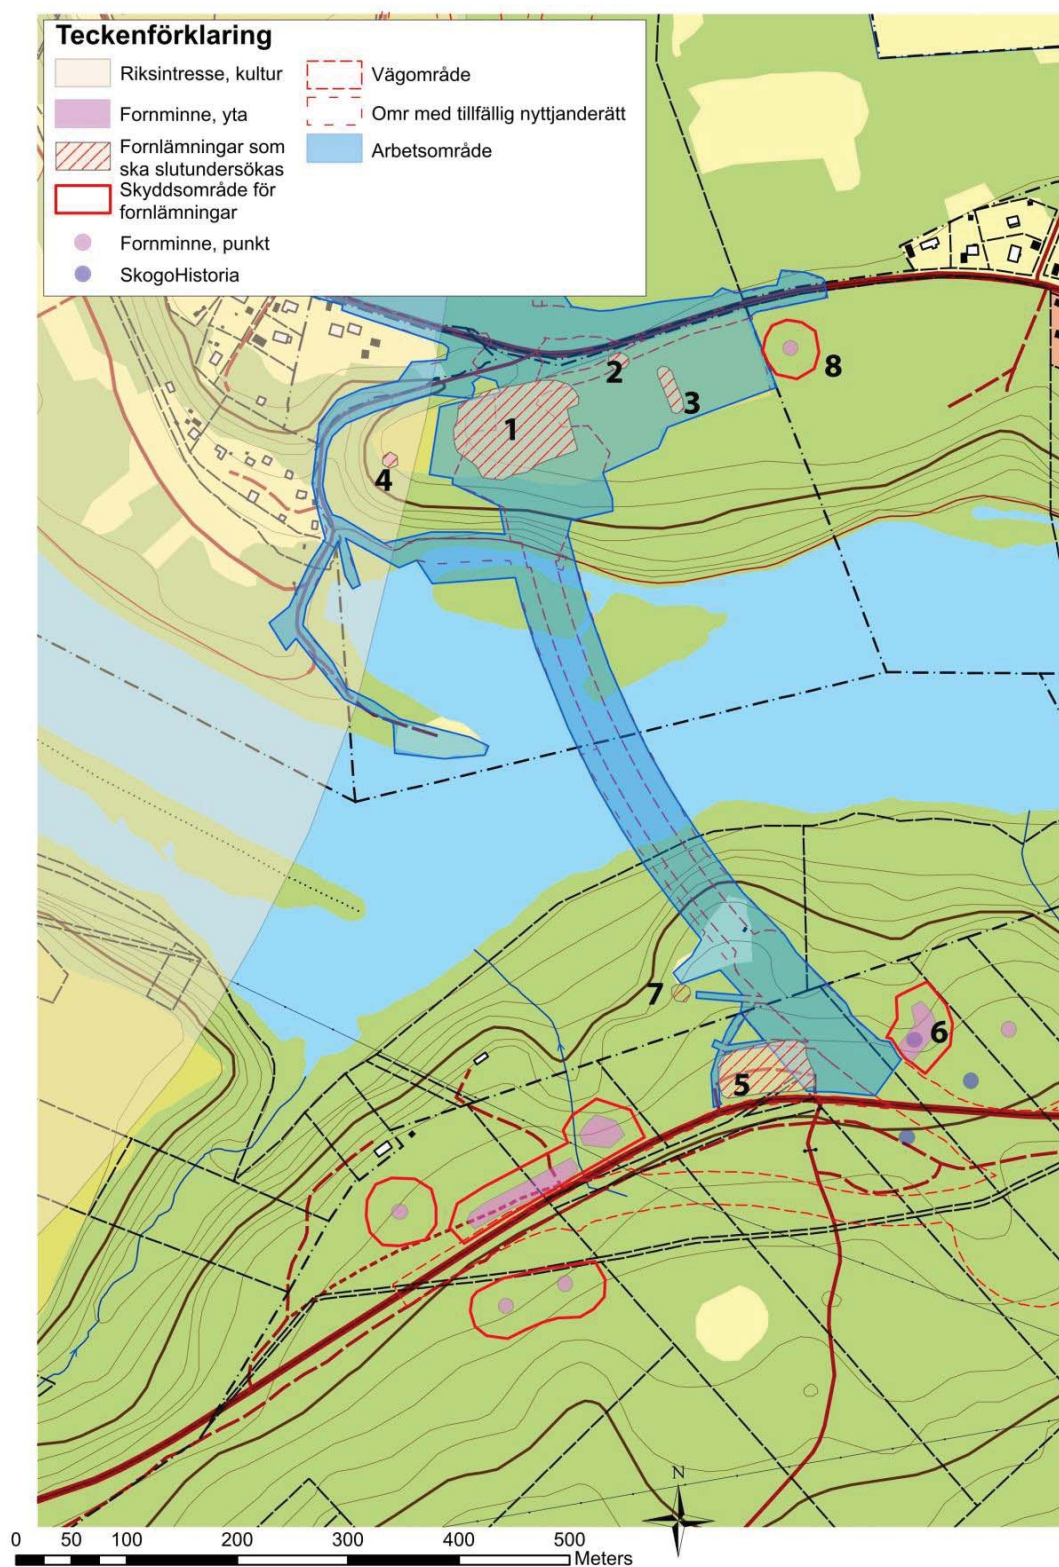 Teckenförklaring
Riksintresse, kultur
Fornminne, yta
Fornlämningar som
ska slutundersökas
Skyddsområde för
fornlämningar
Fornminne, punkt
SkogoHistoria
Vägområde
Omr med tillfällig nyttjanderätt
Arbetsområde
8
2
3
1
4
7
6
5
N
0 50 100 200 300 400 500
Meters